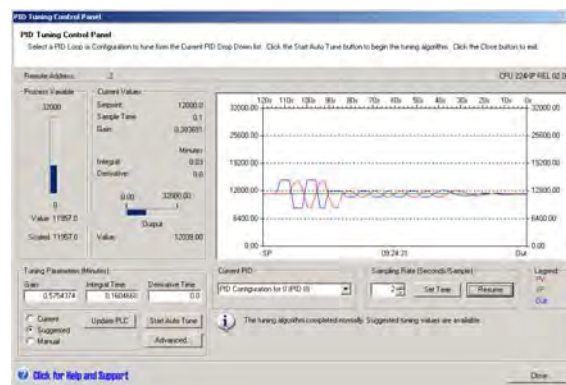 PID Tuning Control Panel
PID Tuning Control Panel
Select a PID Loop Configuration to tune from the Current PID Drop Down list. Click the Start Auto Tune button to begin the tuning algorithm. Click the Close button to exit.
Remote Address: 2
CPU 224XP REL 02.0
Process Variable
32000
0
Value: 11957.0
Scaled: 11957.0
Current Values
Setpoint: 12000.0
Sample Time: 0.1
Gain:
Minutes
Integral: 0.03
Derivative: 0.0
0.00 32000.00
Output
Value: 12039.00
120s 110s 100s 90s 80s 70s 60s 50s 40s 30s 20s 10s 0s
32000.00 32000.00
25600.00 25600.00
19200.00 19200.00
12800.00 12800.00
6400.00 6400.00
0.00 0.00
SP 09:24:21 Out
Tuning Parameters (Minutes)
Gain Integral Time Derivative Time
0.5754374 0.1604660 0.0
Current
Suggested
Manual
Update PLC
Start Auto Tune
Advanced...
Current PID
PID Configuration for 0 (PID 0)
Sampling Rate (Seconds/Sample)
2 Set Time Resume
Legend
PV
SP
Out
The tuning algorithm completed normally. Suggested tuning values are available.
Click for Help and Support
Close